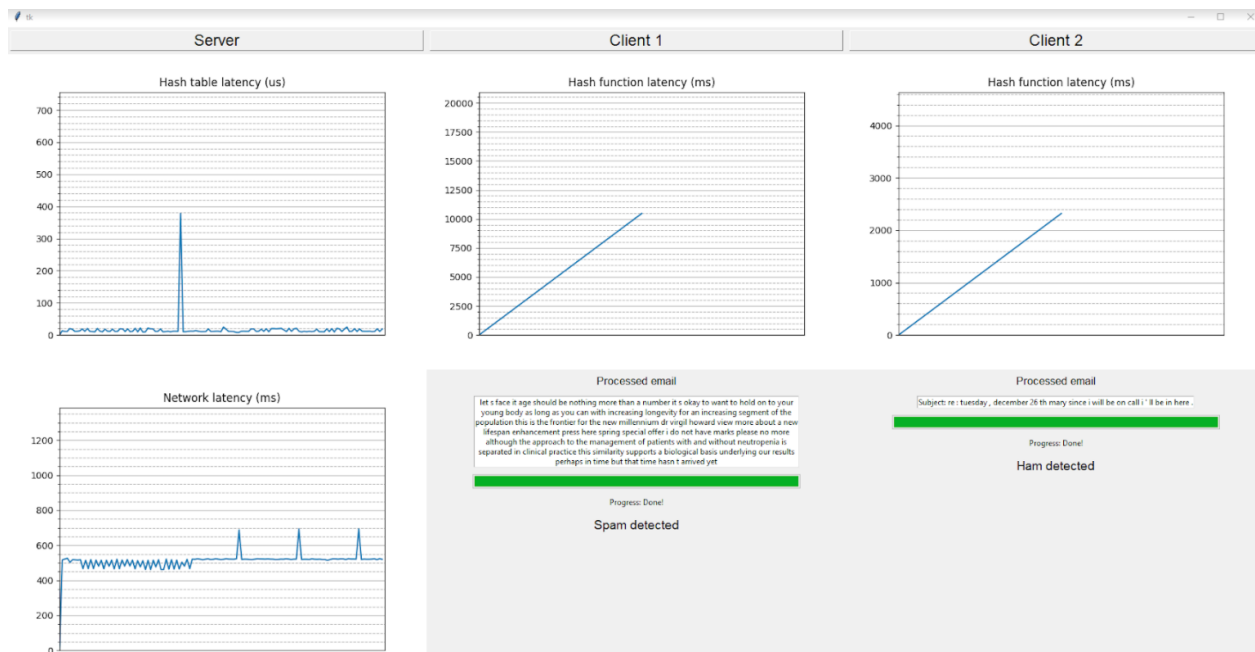 tk
Server
Client 1
Client 2
Hash table latency (us)
700
600
500
400
300
200
100
0
Hash function latency (ms)
20000
17500
15000
12500
10000
7500
5000
2500
0
Hash function latency (ms)
4000
3000
2000
1000
0
Network latency (ms)
1200
1000
800
600
400
200
0
Processed email
let s face it age should be nothing more than a number it s okay to want to hold on to your
young body as long as you can with increasing longevity for an increasing segment of the
population this is the frontier for the new millennium dr virgil howard view more about a new
lifespan enhancement press here spring special offer i do not have marks please no more
although the approach to the management of patients with and without neutropenia is
separated in clinical practice this similarity supports a biological basis underlying our results
perhaps in time but that time hasn t arrived yet
Progress: Done!
Spam detected
Processed email
Subject: re : tuesday , december 26 th mary since i will be on call i ' ll be in here .
Progress: Done!
Ham detected